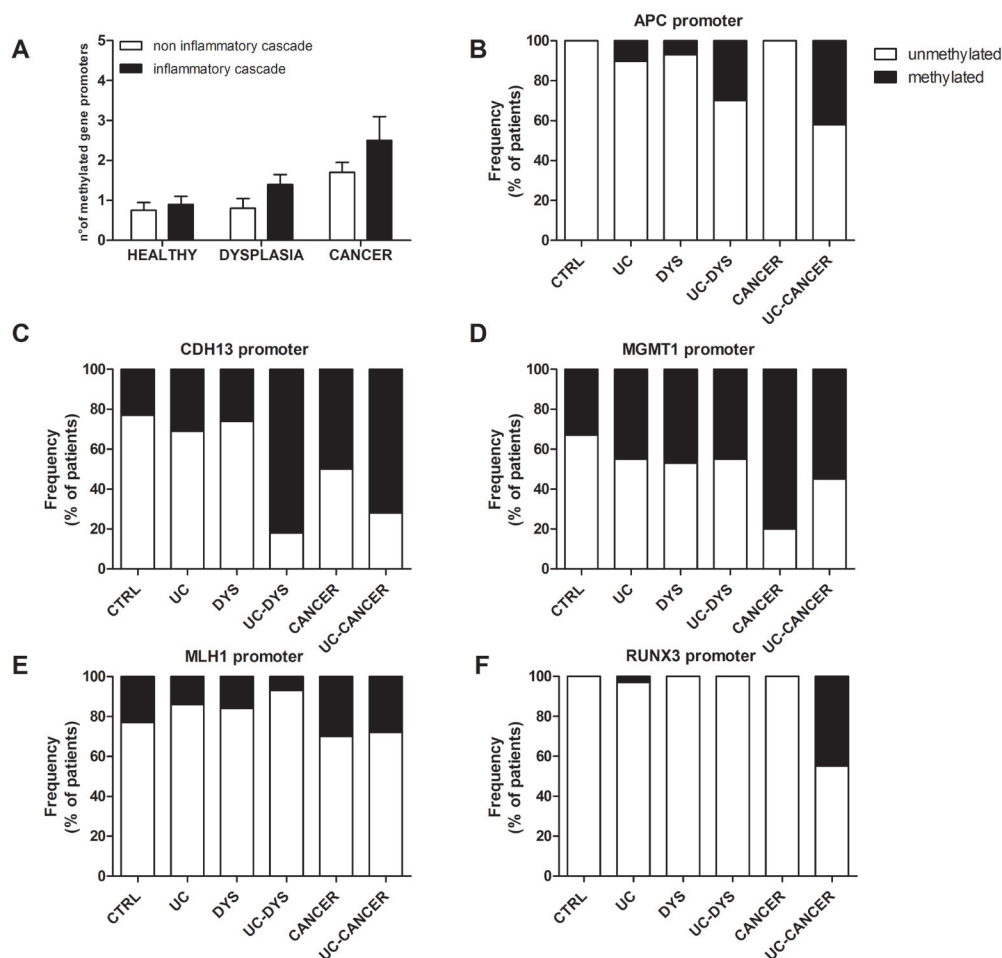 A
n°of methylated gene promoters
5
4
3
2
1
0
non inflammatory cascade
inflammatory cascade
HEALTHY DYSPLASIA CANCER
B
APC promoter
Frequency
(% of patients)
100
80
60
40
20
0
CTRL
UC
DYS
UC-DYS
CANCER
UC-CANCER
unmethylated
methylated
C
CDH13 promoter
Frequency
(% of patients)
100
80
60
40
20
0
CTRL
UC
DYS
UC-DYS
CANCER
UC-CANCER
D
MGMT1 promoter
Frequency
(% of patients)
100
80
60
40
20
0
CTRL
UC
DYS
UC-DYS
CANCER
UC-CANCER
E
MLH1 promoter
Frequency
(% of patients)
100
80
60
40
20
0
CTRL
UC
DYS
UC-DYS
CANCER
UC-CANCER
F
RUNX3 promoter
Frequency
(% of patients)
100
80
60
40
20
0
CTRL
UC
DYS
UC-DYS
CANCER
UC-CANCER